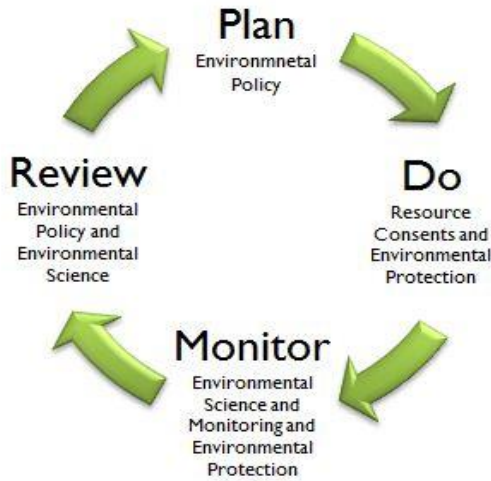 Plan
Environmnetal
Policy
Do
Resource
Consents and
Environmental
Protection
Monitor
Environmental
Science and
Monitoring and
Environmental
Protection
Review
Environmental
Policy and
Environmental
Science